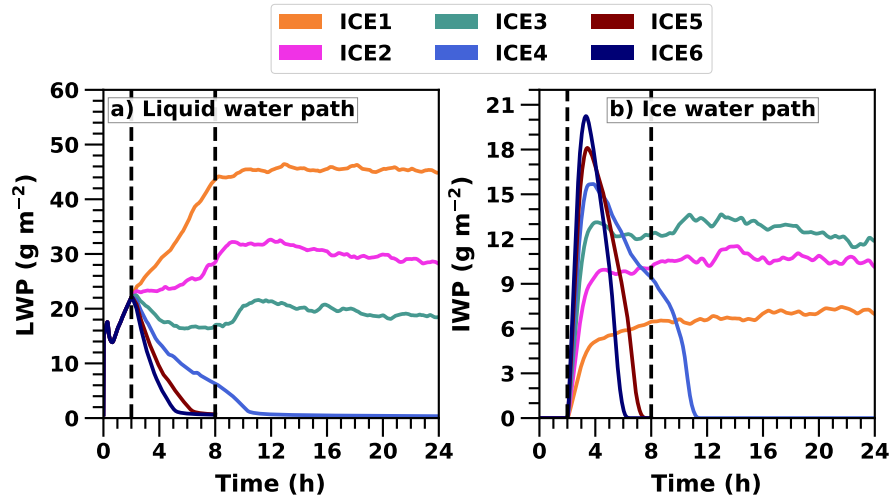 ICE1 ICE3 ICE5
ICE2 ICE4 ICE6
a) Liquid water path
LWP (g m⁻²)
60
50
40
30
20
10
0
0 4 8 12 16 20 24
Time (h)
b) Ice water path
IWP (g m⁻²)
21
18
15
12
9
6
3
0
0 4 8 12 16 20 24
Time (h)